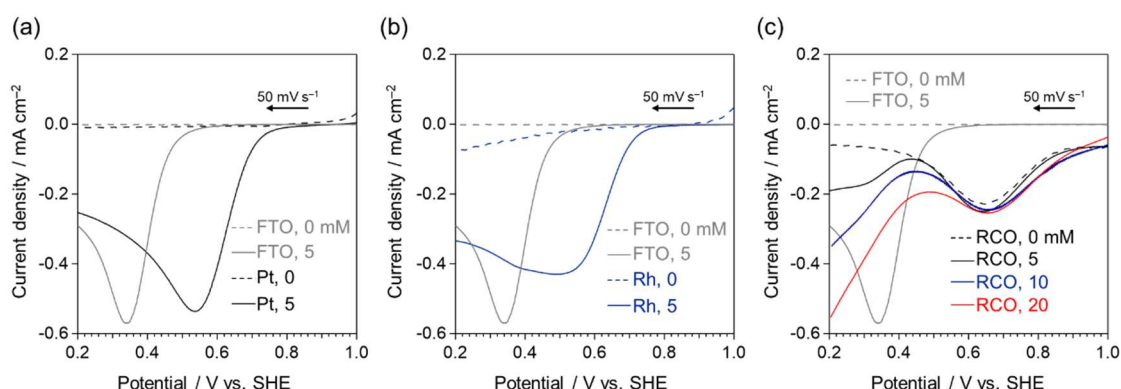 (a)
0.2
0.0
-0.2
-0.4
-0.6
Current density / mA cm⁻²
50 mV s⁻¹
FTO, 0 mM
FTO, 5
Pt, 0
Pt, 5
0.2 0.4 0.6 0.8 1.0
Potential / V vs. SHE
(b)
0.2
0.0
-0.2
-0.4
-0.6
Current density / mA cm⁻²
50 mV s⁻¹
FTO, 0 mM
FTO, 5
Rh, 0
Rh, 5
0.2 0.4 0.6 0.8 1.0
Potential / V vs. SHE
(c)
0.2
0.0
-0.2
-0.4
-0.6
Current density / mA cm⁻²
FTO, 0 mM
FTO, 5
50 mV s⁻¹
RCO, 0 mM
RCO, 5
RCO, 10
RCO, 20
0.2 0.4 0.6 0.8 1.0
Potential / V vs. SHE